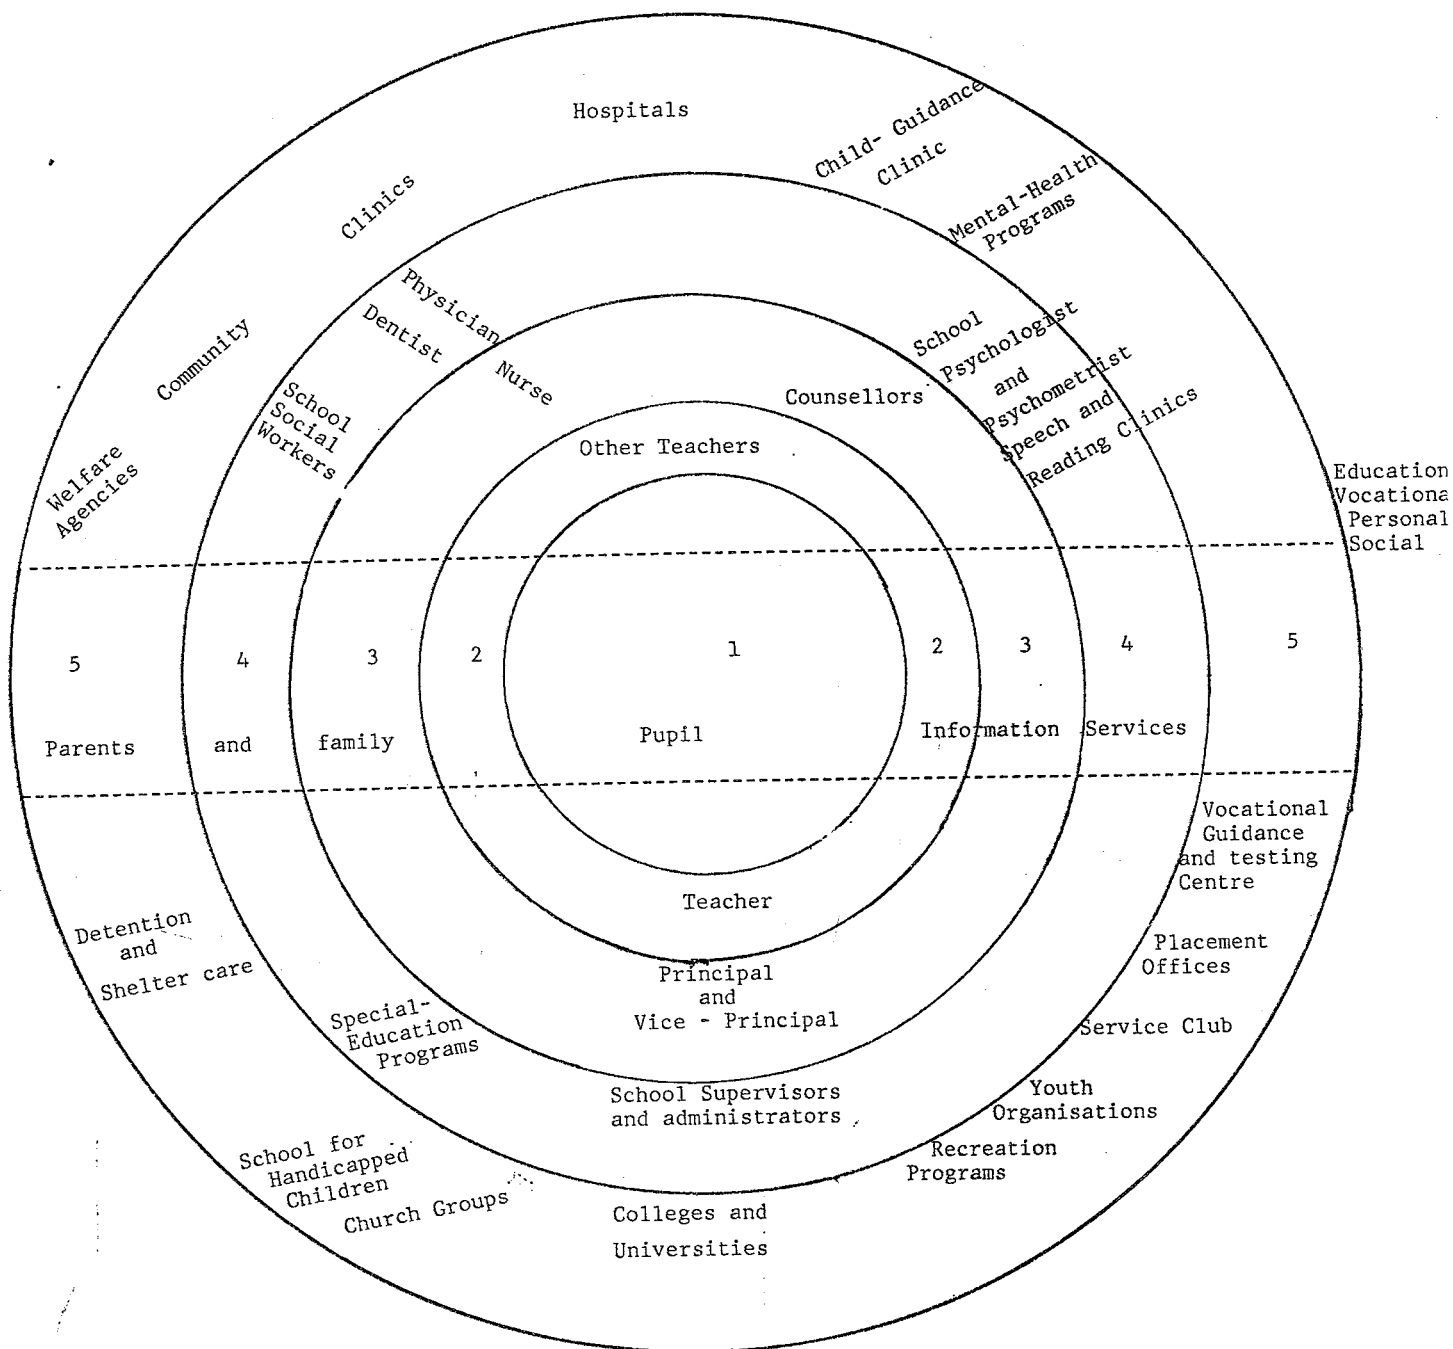 Hospitals
Child- Guidance
Clinic
Mental-Health
Programs
Clinics
Community
Welfare
Agencies
Physician
Dentist
School
Social
Workers
Nurse
Counsellors
School
Psychologist
and
Psychometrist
Speech and
Reading Clinics
Other Teachers
Education
Vocationa
Personal
Social
5 4 3 2 1 2 3 4 5
Parents and family Pupil Information Services
Vocational
Guidance
and testing
Centre
Teacher
Detention
and
Shelter care
Placement
Offices
Principal
and
Vice - Principal
Special-
Education
Programs
Service Club
School Supervisors
and administrators
Youth
Organisations
Recreation
Programs
School for
Handicapped
Children
Church Groups
Colleges and
Universities